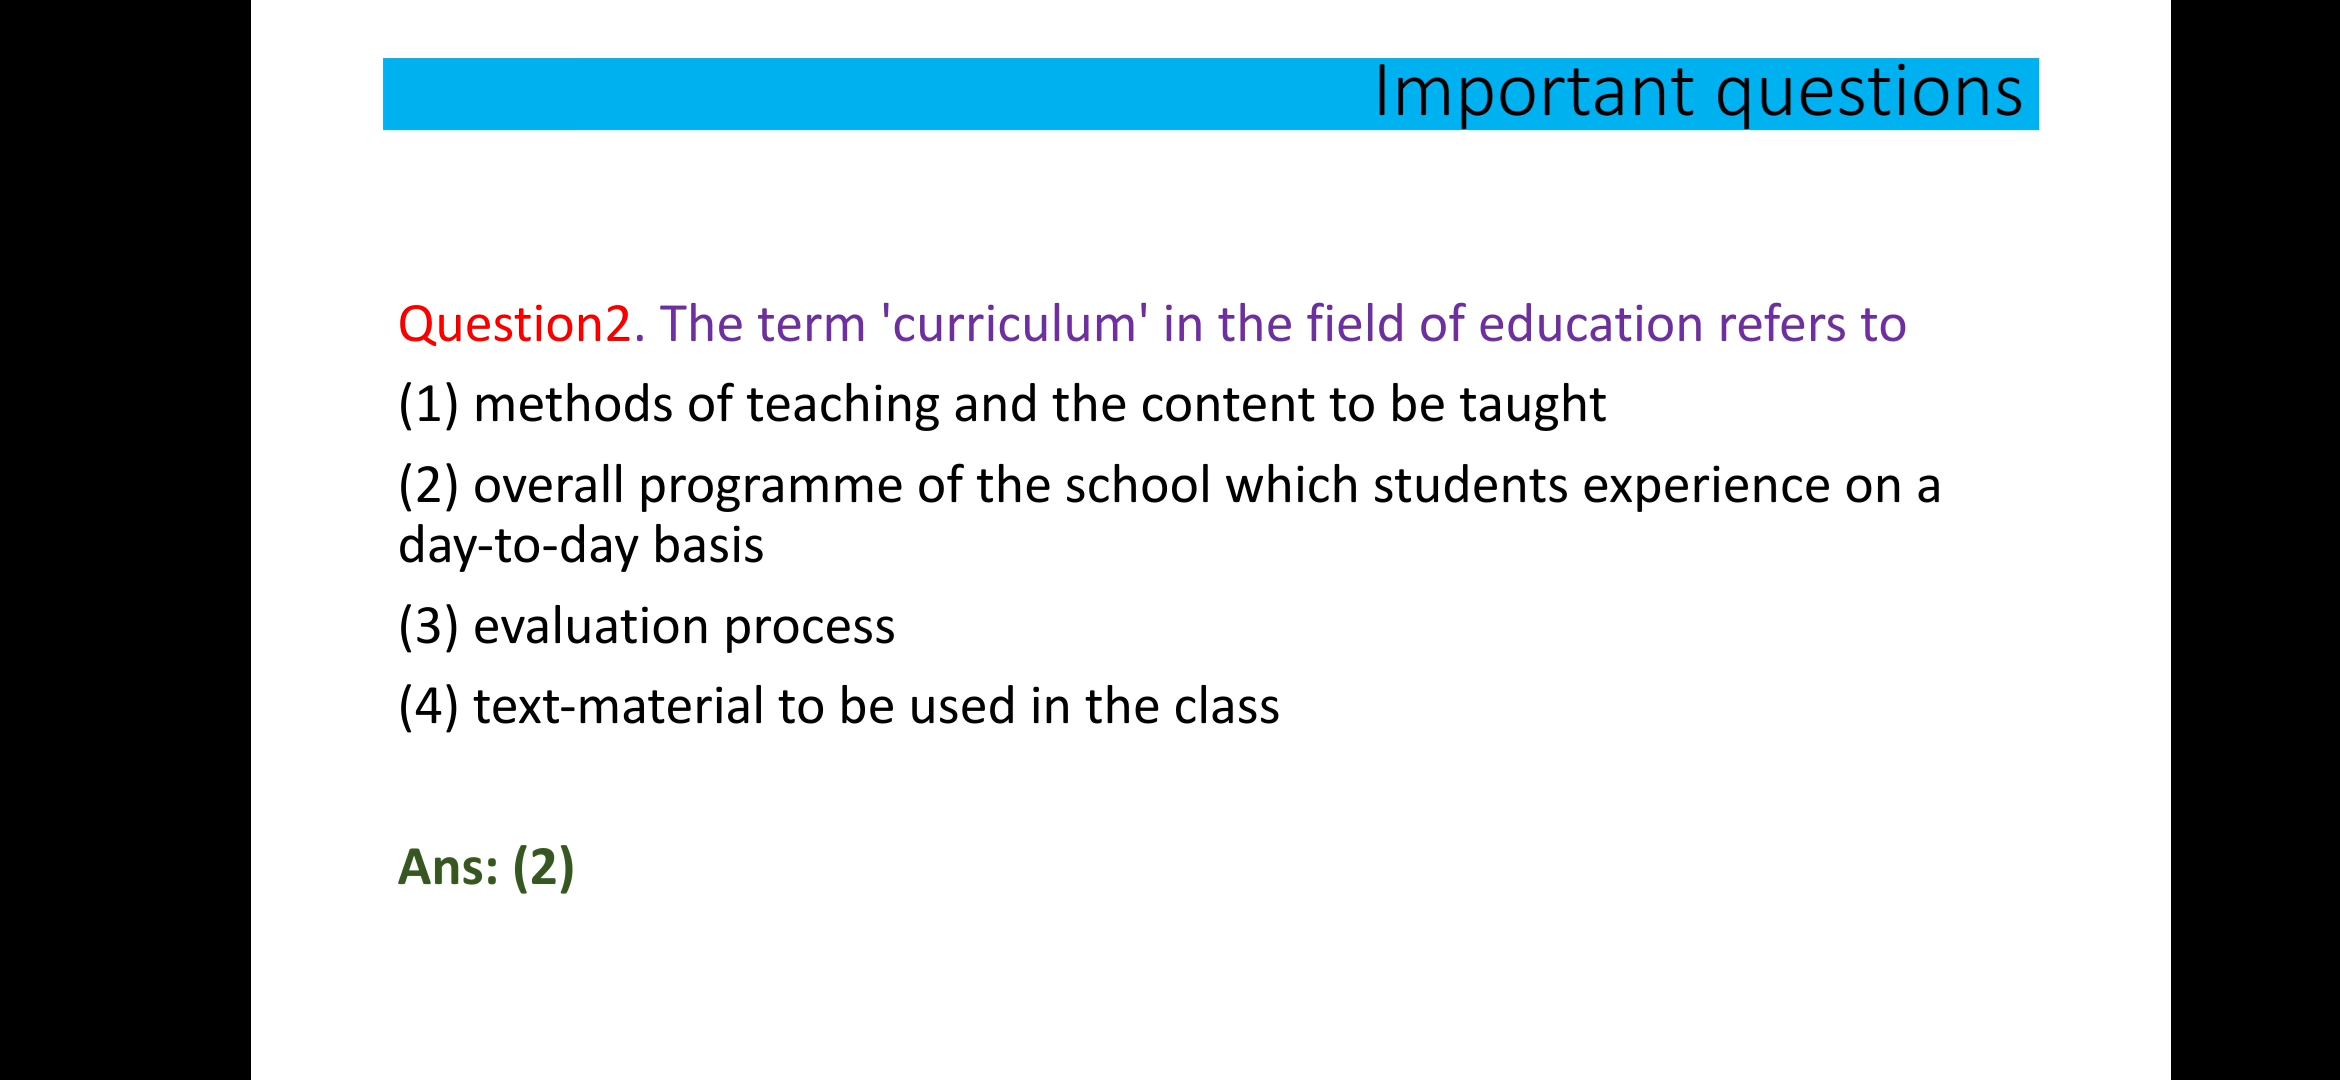 Important questions
Question2. The term 'curriculum' in the field of education refers to
(1) methods of teaching and the content to be taught
(2) overall programme of the school which students experience on a
day-to-day basis
(3) evaluation process
(4) text-material to be used in the class
Ans: (2)